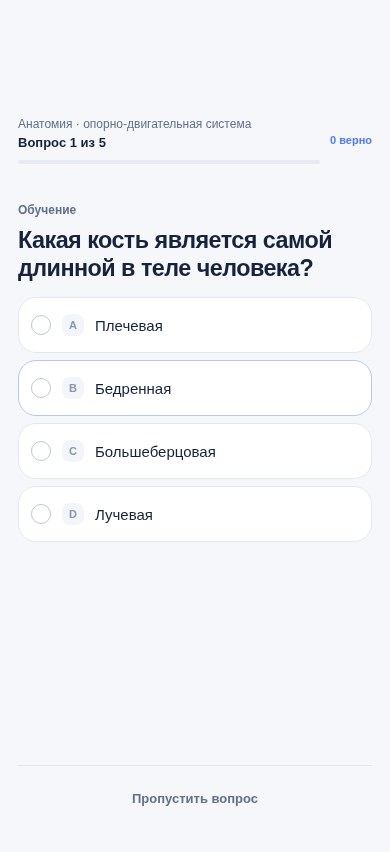 Анатомия · опорно-двигательная система
Вопрос 1 из 5
0 верно
Обучение
Какая кость является самой
длинной в теле человека?
A Плечевая
B Бедренная
C Большеберцовая
D Лучевая
Пропустить вопрос